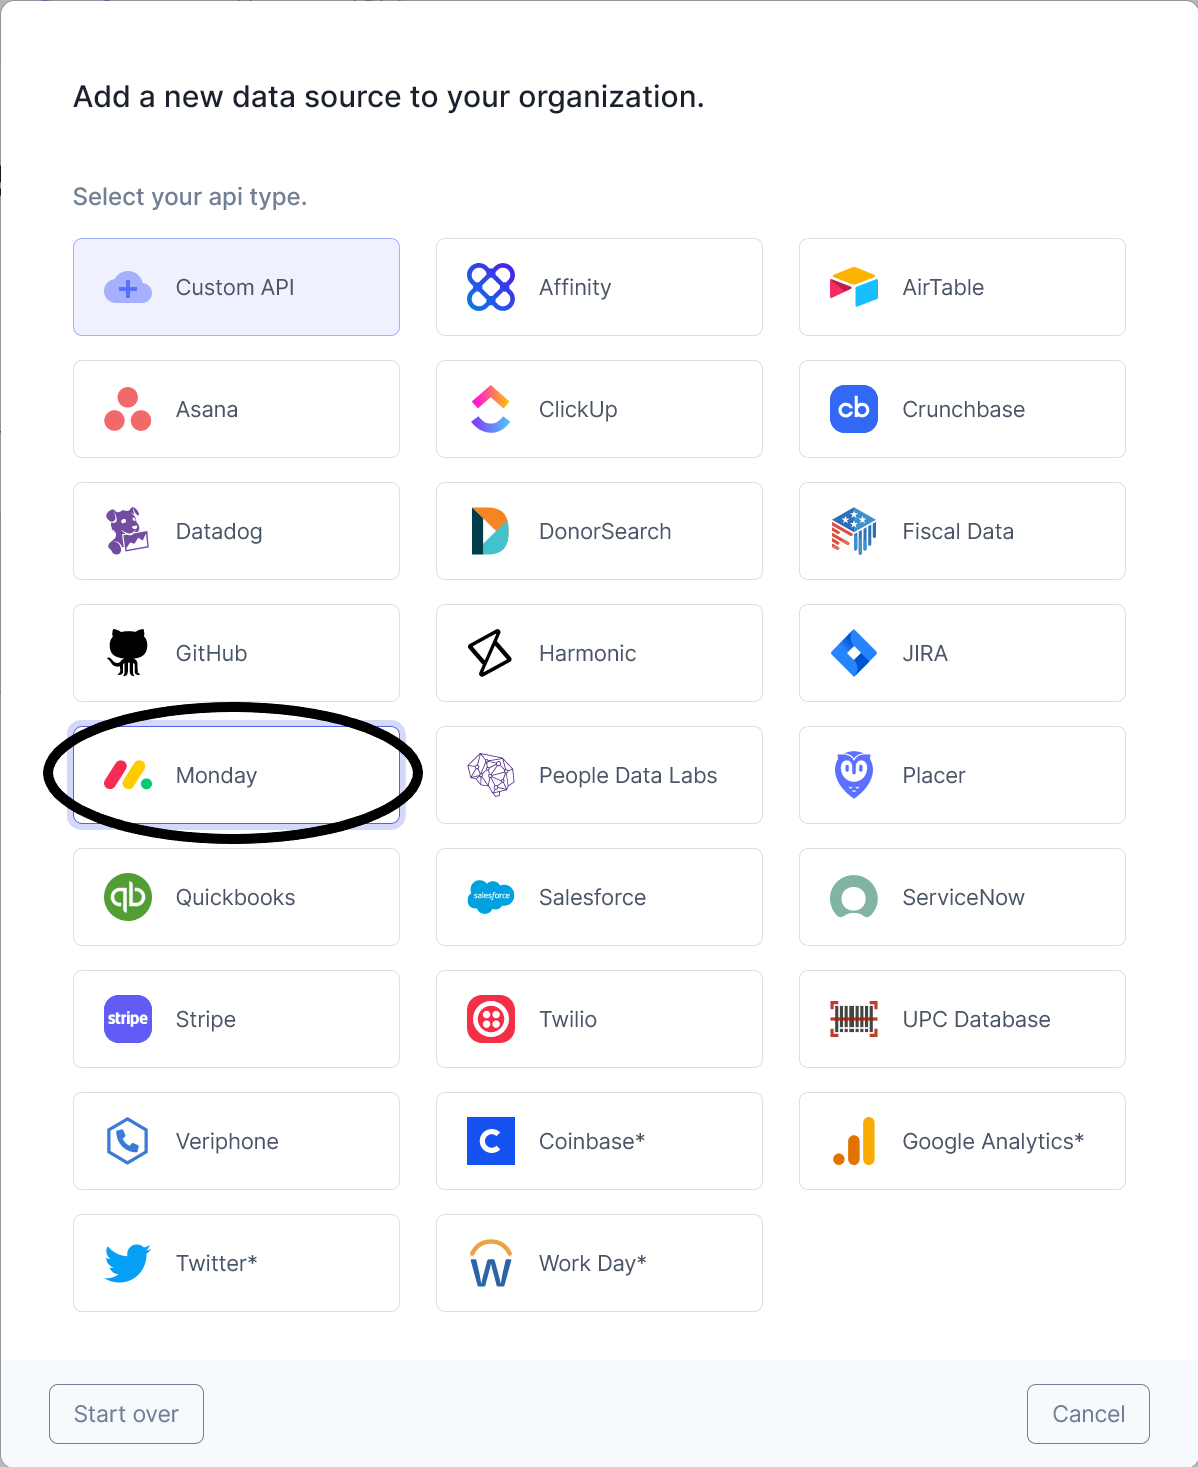 Add a new data source to your organization.
Select your api type.
Custom API
Affinity
AirTable
Asana
ClickUp
cb
Crunchbase
Datadog
DonorSearch
Fiscal Data
GitHub
Harmonic
JIRA
Monday
People Data Labs
Placer
qb
Quickbooks
salesforce
Salesforce
ServiceNow
stripe
Stripe
Twilio
UPC Database
Veriphone
C
Coinbase*
Google Analytics*
Twitter*
W
Work Day*
Start over
Cancel